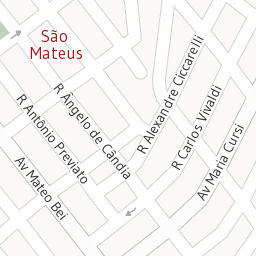 São
Mateus
R Alexandre Ciccarelli
R Carlos Vivaldi
Av Maria Cursi
R Ângelo de Cândia
R Antônio Previato
Av Mateo Bei